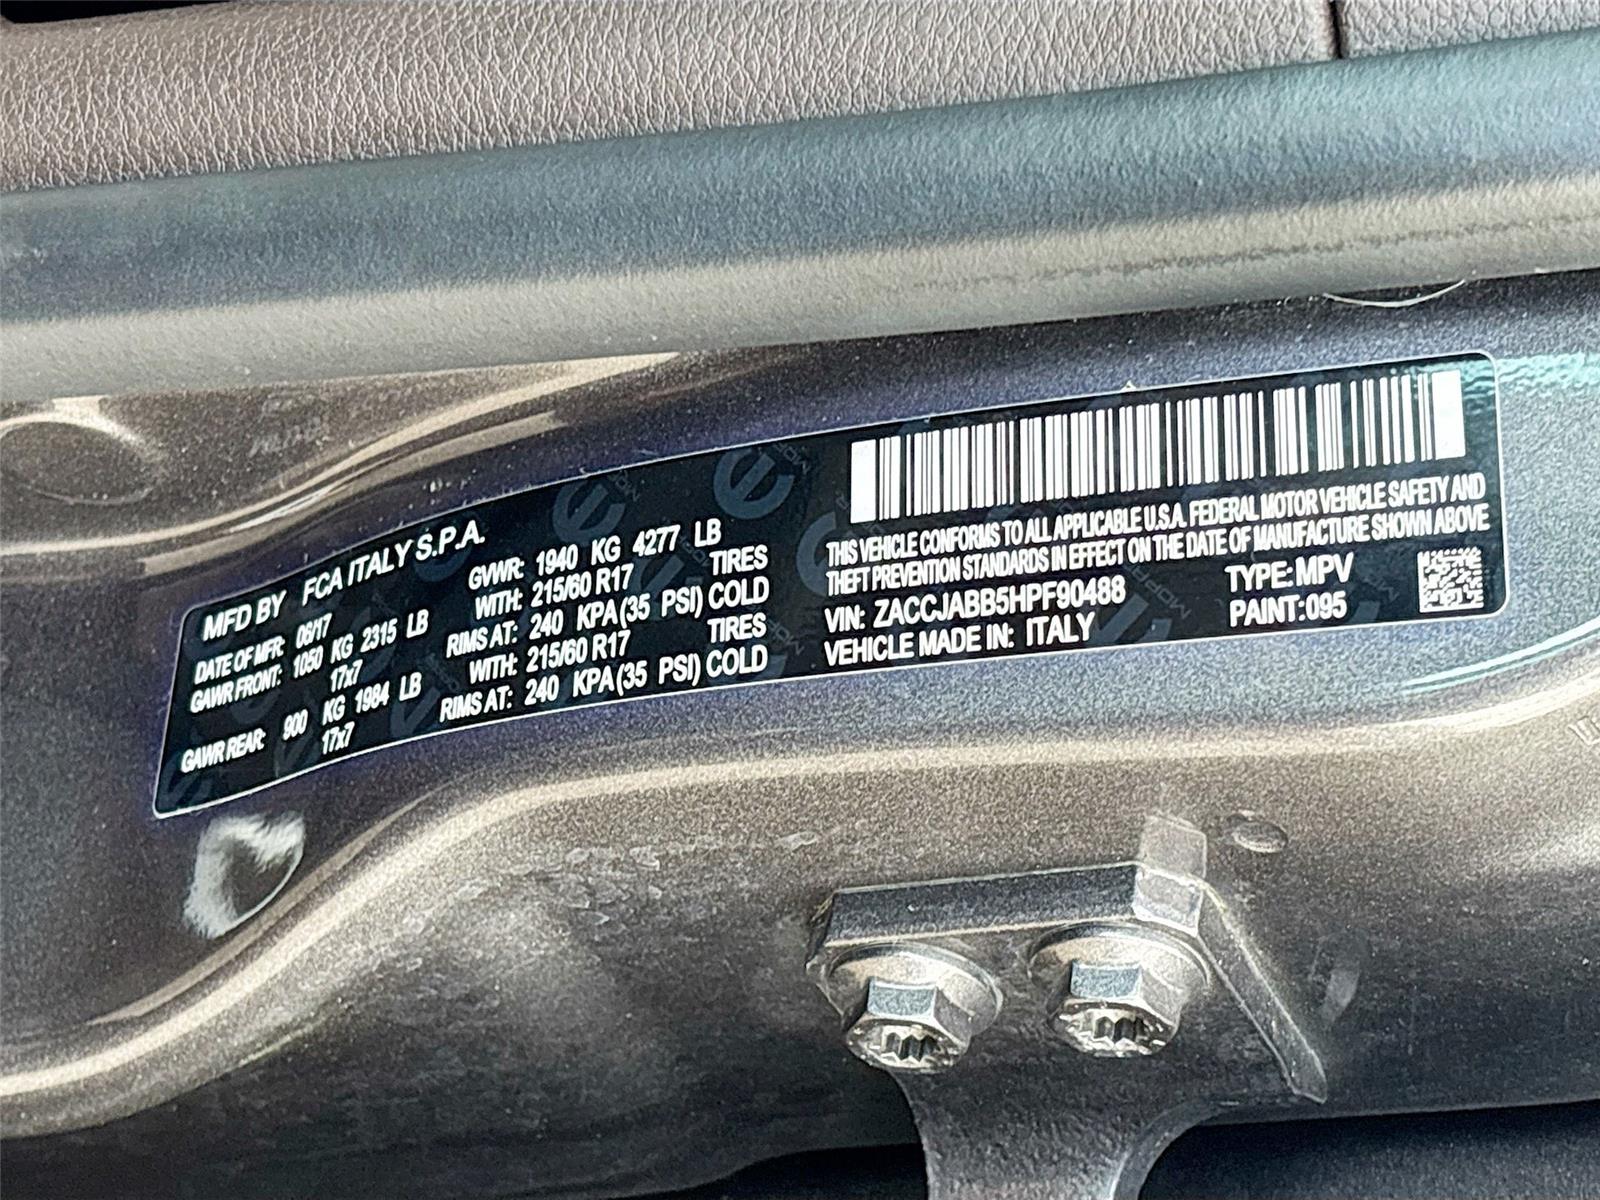 MFD BY FCA ITALY S.P.A.
DATE OF MFR: 06/17 GVWR: 1940 KG 4277 LB
GAWR FRONT: 1050 KG 2315 LB WITH: 215/60 R17 TIRES
17x7 RIMS AT: 240 KPA(35 PSI) COLD
GAWR REAR: 900 KG 1984 LB WITH: 215/60 R17 TIRES
17x7 RIMS AT: 240 KPA(35 PSI) COLD
THIS VEHICLE CONFORMS TO ALL APPLICABLE U.S.A. FEDERAL MOTOR VEHICLE SAFETY AND
THEFT PREVENTION STANDARDS IN EFFECT ON THE DATE OF MANUFACTURE SHOWN ABOVE
VIN: ZACCJABB5HPF90488 TYPE:MPV
VEHICLE MADE IN: ITALY PAINT:095